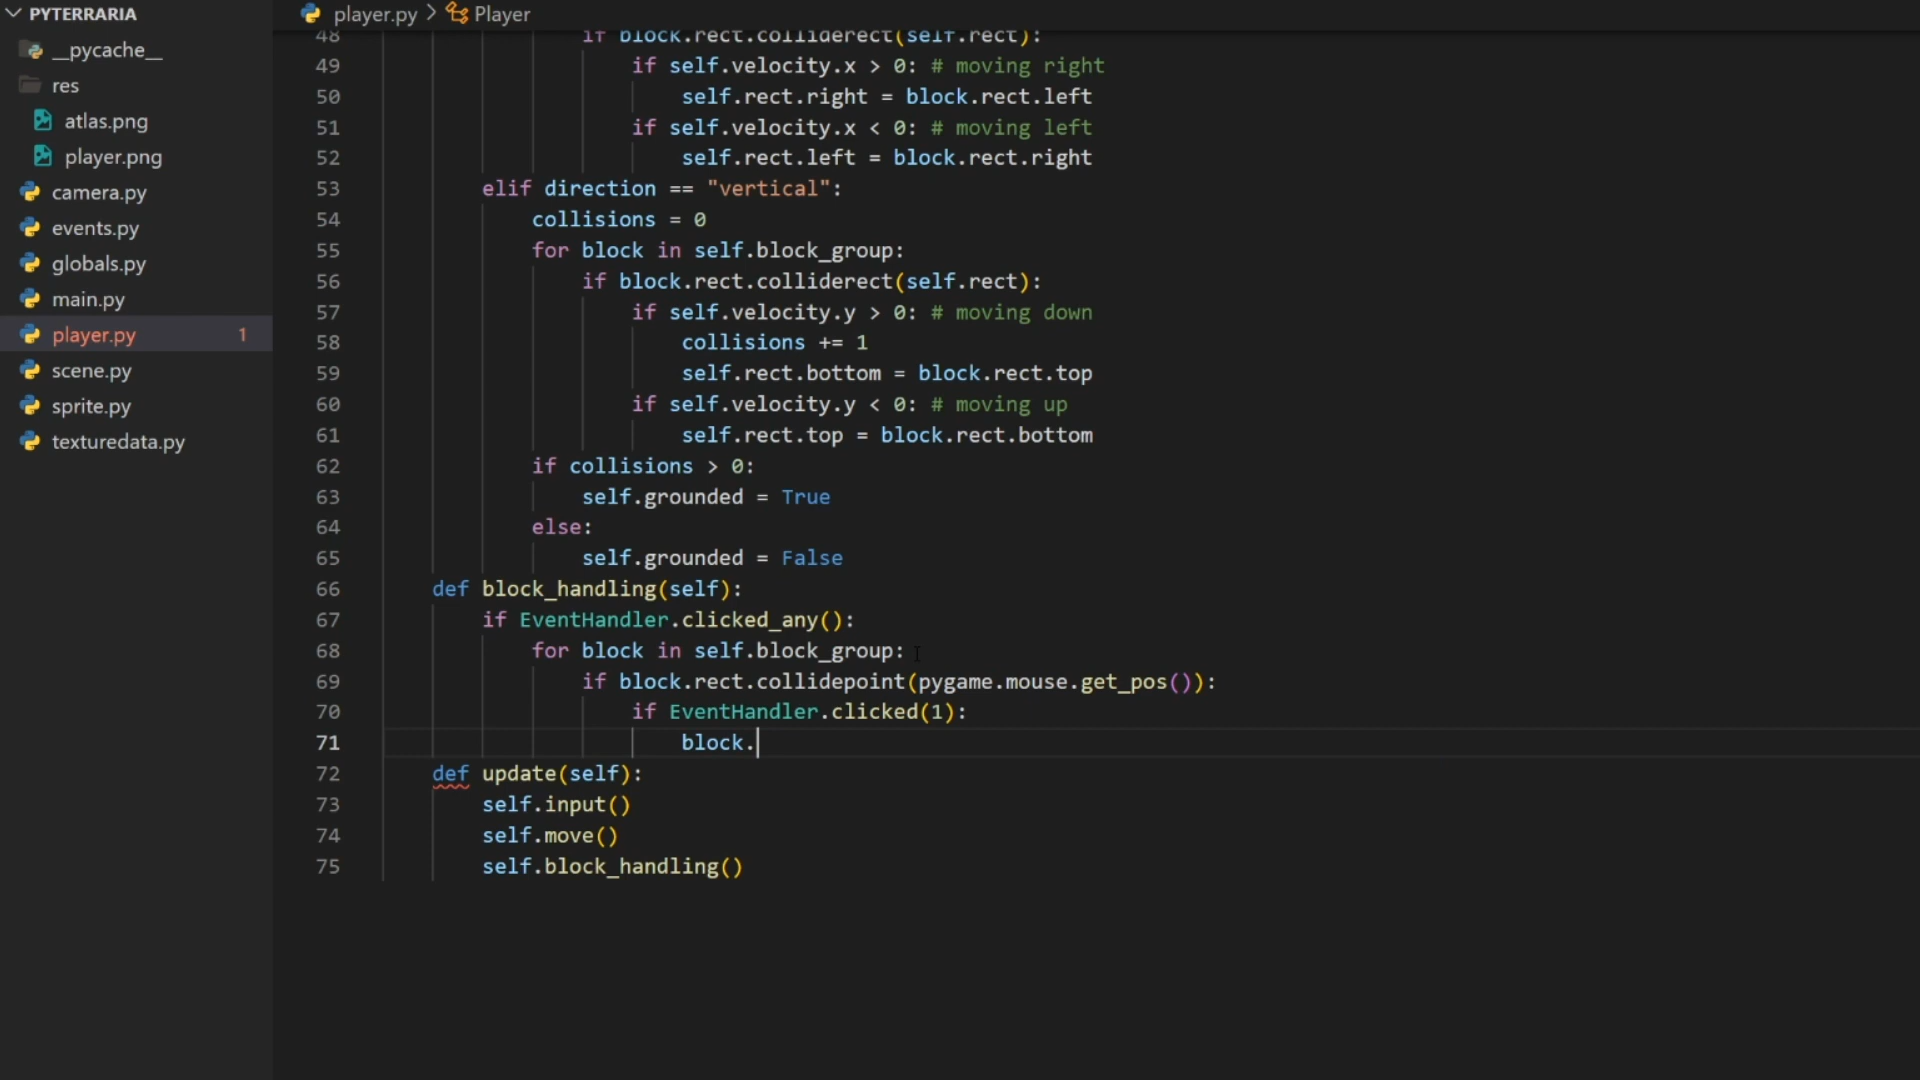 PYTERRARIA
__pycache__
res
atlas.png
player.png
camera.py
events.py
globals.py
main.py
player.py 1
scene.py
sprite.py
texturedata.py
player.py > Player
48 if block.rect.colliderect(self.rect):
49 if self.velocity.x > 0: # moving right
50 self.rect.right = block.rect.left
51 if self.velocity.x < 0: # moving left
52 self.rect.left = block.rect.right
53 elif direction == "vertical":
54 collisions = 0
55 for block in self.block_group:
56 if block.rect.colliderect(self.rect):
57 if self.velocity.y > 0: # moving down
58 collisions += 1
59 self.rect.bottom = block.rect.top
60 if self.velocity.y < 0: # moving up
61 self.rect.top = block.rect.bottom
62 if collisions > 0:
63 self.grounded = True
64 else:
65 self.grounded = False
66 def block_handling(self):
67 if EventHandler.clicked_any():
68 for block in self.block_group:
69 if block.rect.collidepoint(pygame.mouse.get_pos()):
70 if EventHandler.clicked(1):
71 block.
72 def update(self):
73 self.input()
74 self.move()
75 self.block_handling()